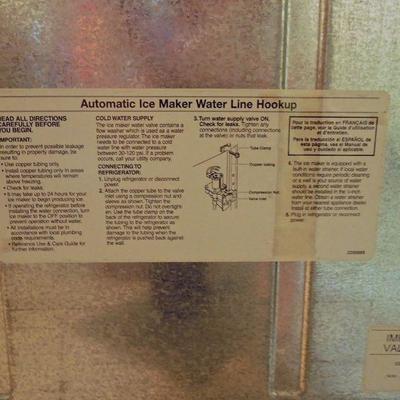 Automatic Ice Maker Water Line Hookup
READ ALL DIRECTIONS
CAREFULLY BEFORE
YOU BEGIN.
IMPORTANT:
In order to prevent possible leakage
and resulting property damage, be
sure to:
• Use copper tubing only.
• Install copper tubing only in areas
where temperatures will remain
above freezing.
• Check for leaks.
• It may take up to 24 hours for your
ice maker to begin producing ice.
• If operating the refrigerator before
installing the water connection, turn
ice maker to the OFF position to
prevent operation without water.
• All installations must be in
accordance with local plumbing
code requirements.
• Reference Use & Care Guide for
further information.
COLD WATER SUPPLY
The ice maker water valve contains a
flow washer which is used as a water
pressure regulator. The ice maker
needs to be connected to a cold
water line with water pressure
between 30-120 psi. If a problem
occurs, call your utility company.
CONNECTING TO
REFRIGERATOR:
1. Unplug refrigerator or disconnect
power.
2. Attach the copper tube to the valve
inlet using a compression nut and
sleeve as shown. Tighten the
compression nut. Do not overtighten.
Use the tube clamp on the
back of the refrigerator to secure
the tubing to the refrigerator as
shown. This will help prevent
damage to the tubing when the
refrigerator is pushed back against
the wall.
3. Turn water supply valve ON.
Check for leaks. Tighten any
connections (including connections
at the valve) or nuts that leak.
Tube Clamp
Copper tubing
Compression Nut
Valve Inlet
Pour la traduction en FRANÇAIS de
cette page, voir le Guide d'utilisation
et d'entretien.
Para la traducción al ESPAÑOL de
esta página, vea el Manual de
uso y cuidado si applicable.
4. The ice maker is equipped with a
built-in water strainer. If local water
conditions require periodic cleaning
or a well is your source of water
supply, a second water strainer
should be installed in the 1/4-inch
water line. Obtain a water strainer
from your nearest appliance dealer.
Install at either tube connection.
5. Plug in refrigerator or reconnect
power.